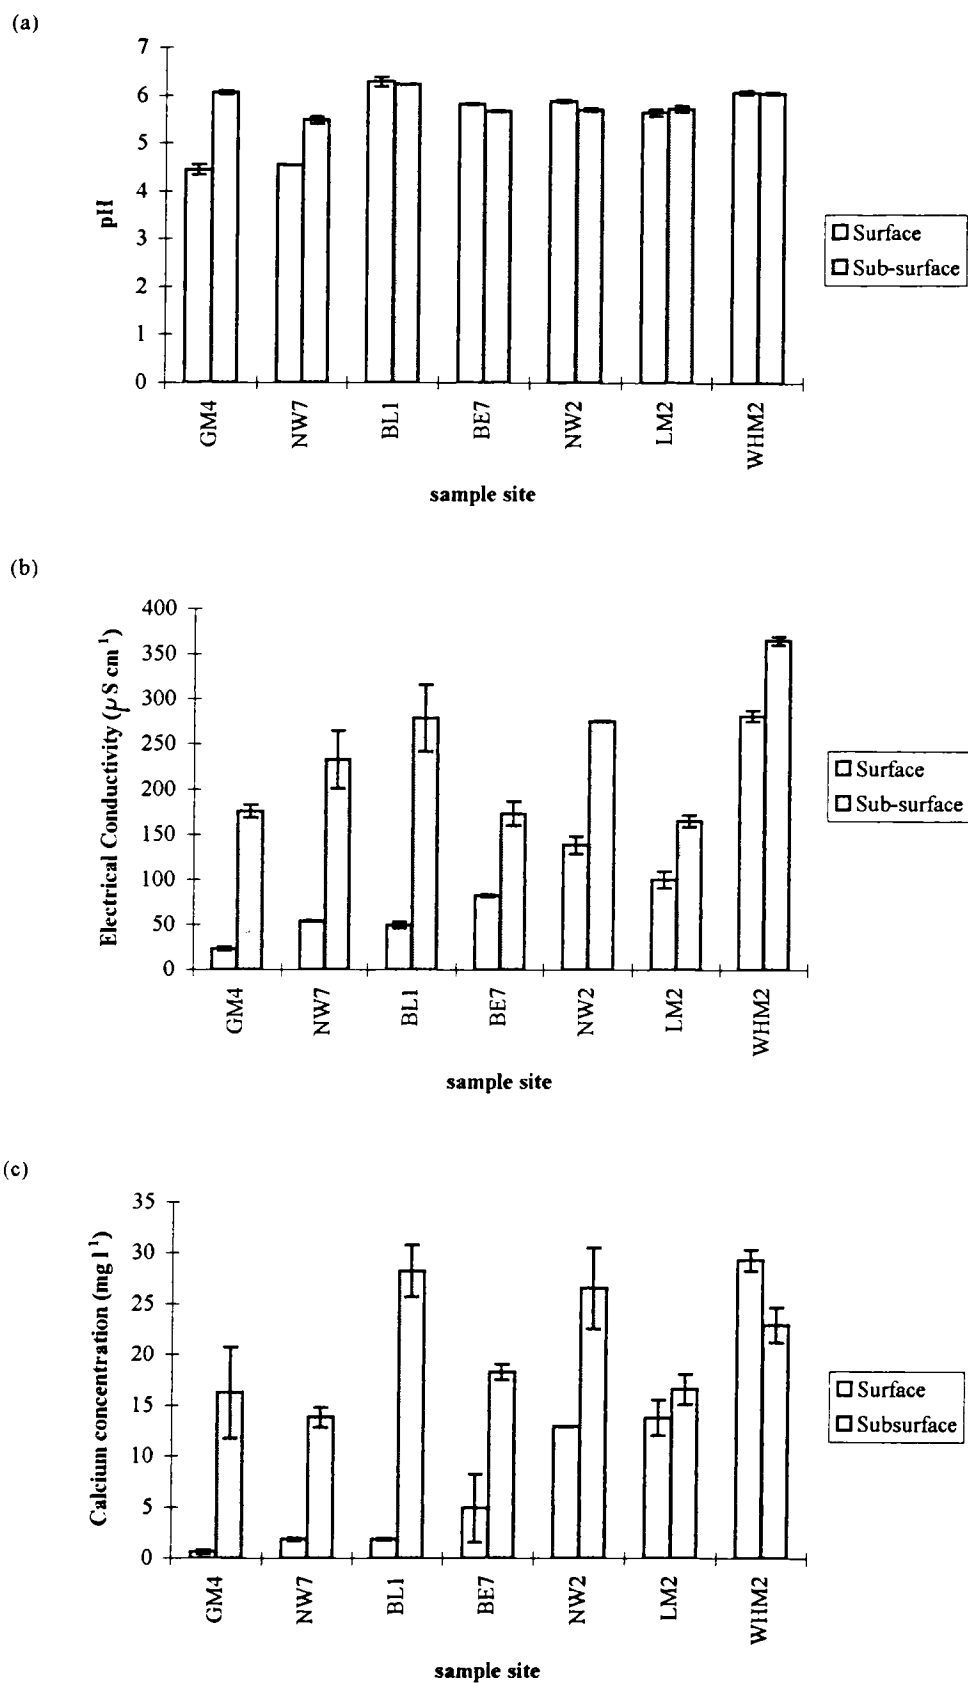 (a)
7
6
5
4
3
2
1
0
pH
GM4
NW7
BL1
BE7
NW2
LM2
WHM2
sample site
Surface
Sub-surface
(b)
400
350
300
250
200
150
100
50
0
Electrical Conductivity (μS cm¹)
GM4
NW7
BL1
BE7
NW2
LM2
WHM2
sample site
Surface
Sub-surface
(c)
35
30
25
20
15
10
5
0
Calcium concentration (mg l¹)
GM4
NW7
BL1
BE7
NW2
LM2
WHM2
sample site
Surface
Subsurface